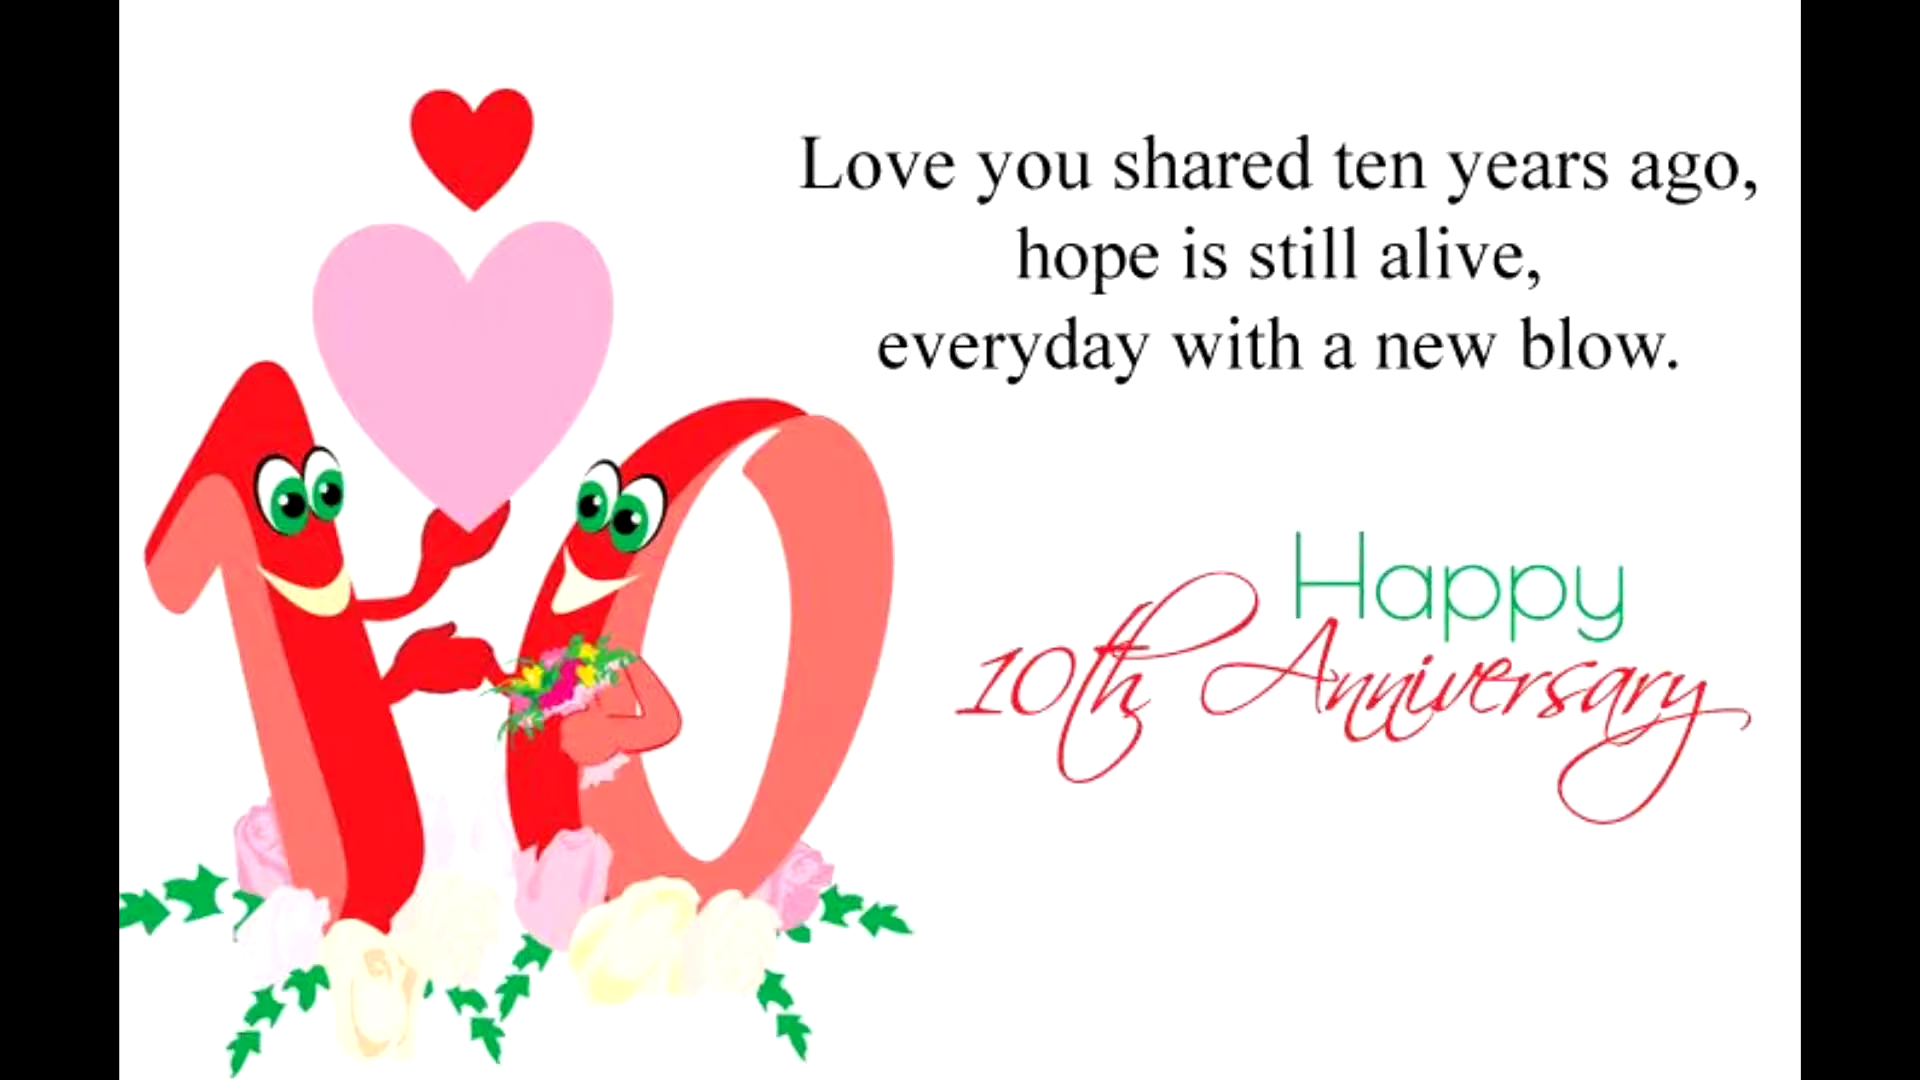 Love you shared ten years ago,
hope is still alive,
everyday with a new blow.
Happy
10th Anniversary